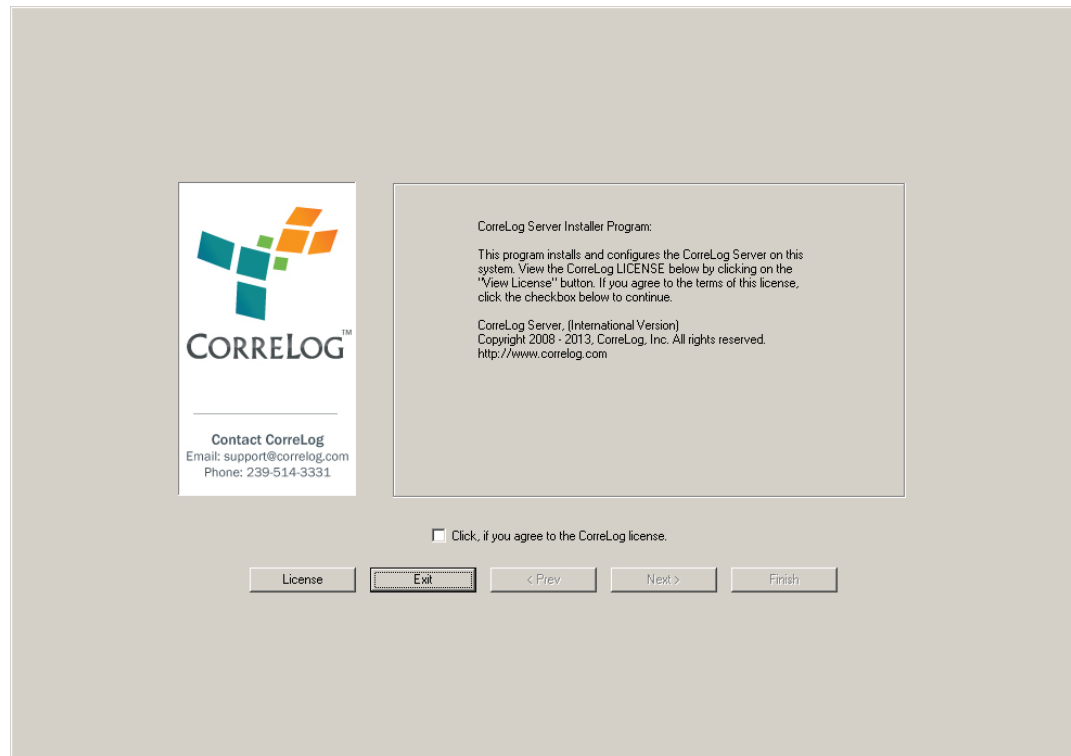 CORRELOG™
Contact CorreLog
Email: support@correlog.com
Phone: 239-514-3331
CorreLog Server Installer Program:
This program installs and configures the CorreLog Server on this
system. View the CorreLog LICENSE below by clicking on the
"View License" button. If you agree to the terms of this license,
click the checkbox below to continue.
CorreLog Server, (International Version)
Copyright 2008 - 2013, CorreLog, Inc. All rights reserved.
http://www.correlog.com
Click, if you agree to the CorreLog license.
License
Exit
< Prev
Next >
Finish